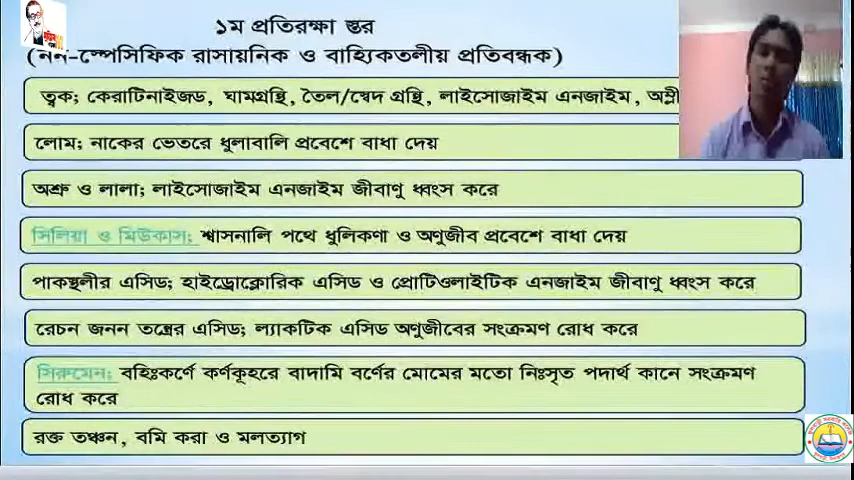 ১ম প্রতিরক্ষা স্তর
(নন-স্পেসিফিক রাসায়নিক ও বাহ্যিকতলীয় প্রতিবন্ধক)
ত্বক; কেরাটিনাইজড, ঘামগ্রন্থি, তৈল/স্বেদ গ্রন্থি, লাইসোজাইম এনজাইম,
লোম; নাকের ভেতরে ধুলাবালি প্রবেশে বাধা দেয়
অশ্রু ও লালা; লাইসোজাইম এনজাইম জীবাণু ধ্বংস করে
সিলিয়া ও মিউকাস; শ্বাসনালি পথে ধুলিকণা ও অণুজীব প্রবেশে বাধা দেয়
পাকস্থলীর এসিড; হাইড্রোক্লোরিক এসিড ও প্রোটিওলাইটিক এনজাইম জীবাণু ধ্বংস করে
রেচন জনন তন্ত্রের এসিড; ল্যাকটিক এসিড অণুজীবের সংক্রমণ রোধ করে
সিরুমেন; বহিঃকর্ণে কর্ণকূহরে বাদামি বর্ণের মোমের মতো নিঃসৃত পদার্থ কানে সংক্রমণ
রোধ করে
রক্ত তঞ্চন, বমি করা ও মলত্যাগ